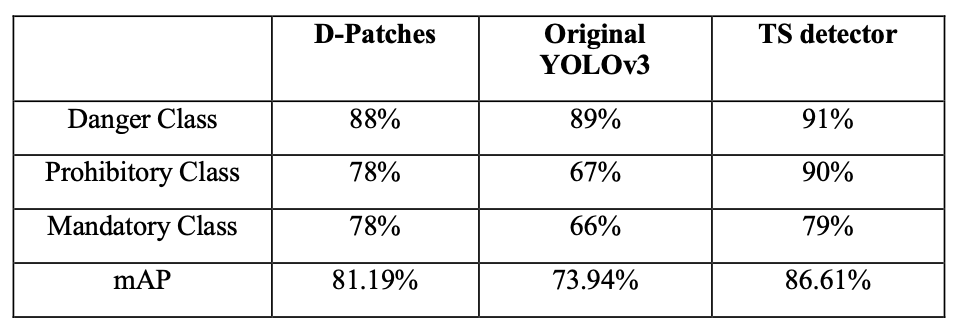 D-Patches Original YOLOv3 TS detector
Danger Class 88% 89% 91%
Prohibitory Class 78% 67% 90%
Mandatory Class 78% 66% 79%
mAP 81.19% 73.94% 86.61%